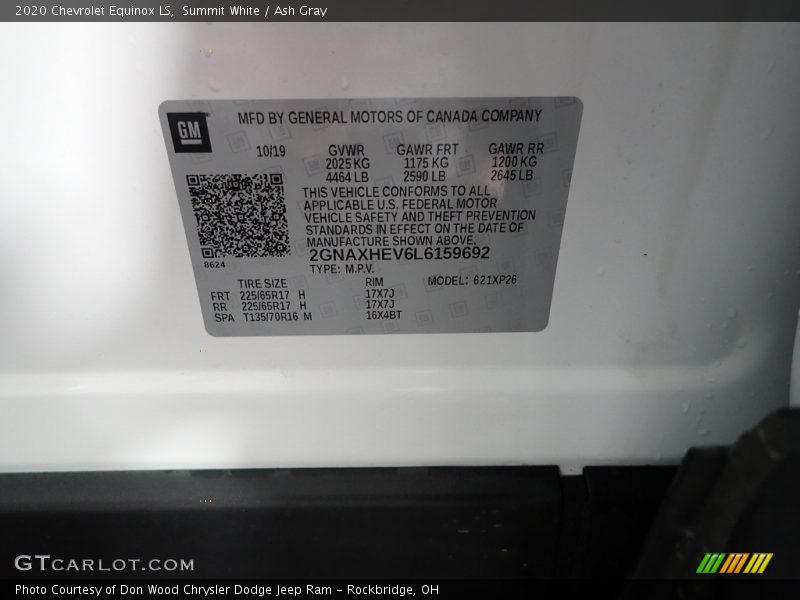 2020 Chevrolet Equinox LS, Summit White / Ash Gray
GM
MFD BY GENERAL MOTORS OF CANADA COMPANY
10/19 GVWR GAWR FRT GAWR RR
2025 KG 1175 KG 1200 KG
4464 LB 2590 LB 2645 LB
THIS VEHICLE CONFORMS TO ALL
APPLICABLE U.S. FEDERAL MOTOR
VEHICLE SAFETY AND THEFT PREVENTION
STANDARDS IN EFFECT ON THE DATE OF
MANUFACTURE SHOWN ABOVE.
2GNAXHEV6L6159692
8624
TYPE: M.P.V.
TIRE SIZE RIM MODEL: 621XP26
FRT 225/65R17 H 17X7J
RR 225/65R17 H 17X7J
SPA T135/70R16 M 16X4BT
GTCARLOT.COM
Photo Courtesy of Don Wood Chrysler Dodge Jeep Ram - Rockbridge, OH